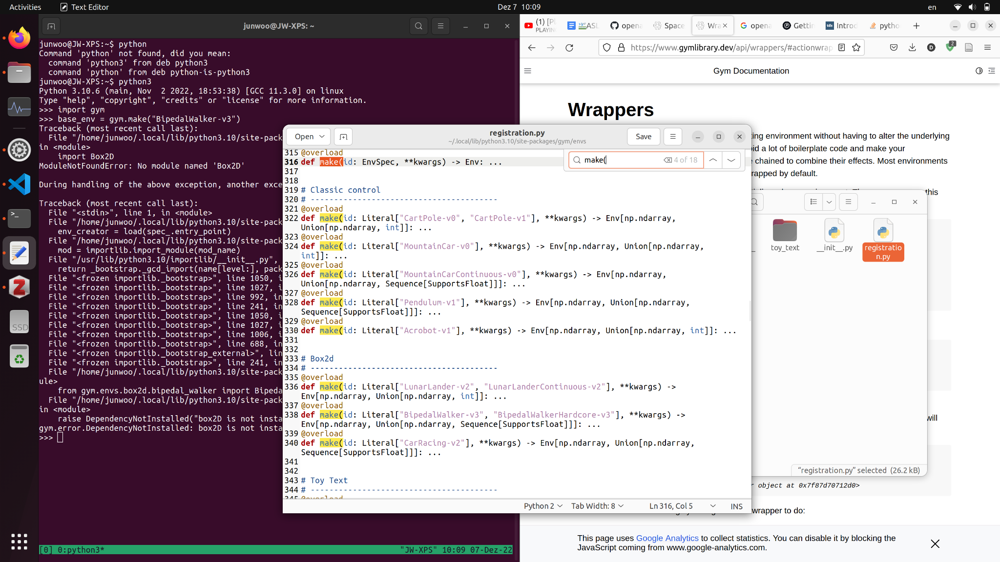 Activities
Text Editor
Dez 7 10:09
en
junwoo@JW-XPS: ~
junwoo@JW-XPS:~$ python
Command 'python' not found, did you mean:
command 'python3' from deb python3
command 'python' from deb python-is-python3
junwoo@JW-XPS:~$ python3
Python 3.10.6 (main, Nov 2 2022, 18:53:38) [GCC 11.3.0] on linux
Type "help", "copyright", "credits" or "license" for more information.
>>> import gym
>>> base_env = gym.make("BipedalWalker-v3")
Traceback (most recent call last):
File "/home/junwoo/.local/lib/python3.10/site-pack
in <module>
import Box2D
ModuleNotFoundError: No module named 'Box2D'
During handling of the above exception, another exce
Traceback (most recent call last):
File "<stdin>", line 1, in <module>
File "/home/junwoo/.local/lib/python3.10/site-pack
env_creator = load(spec_.entry_point)
File "/home/junwoo/.local/lib/python3.10/site-pack
mod = importlib.import_module(mod_name)
File "/usr/lib/python3.10/importlib/__init__.py",
return _bootstrap._gcd_import(name[level:], pack
File "<frozen importlib._bootstrap>", line 1050, i
File "<frozen importlib._bootstrap>", line 1027, i
File "<frozen importlib._bootstrap>", line 992, in
File "<frozen importlib._bootstrap>", line 241, in
File "<frozen importlib._bootstrap>", line 1050, i
File "<frozen importlib._bootstrap>", line 1027, i
File "<frozen importlib._bootstrap>", line 1006, i
File "<frozen importlib._bootstrap>", line 688, in
File "<frozen importlib._bootstrap_external>", lin
File "<frozen importlib._bootstrap>", line 241, in
File "/home/junwoo/.local/lib/python3.10/site-pack
ule>
from gym.envs.box2d.bipedal_walker import Bipeda
File "/home/junwoo/.local/lib/python3.10/site-pack
in <module>
raise DependencyNotInstalled("box2D is not insta
gym.error.DependencyNotInstalled: box2D is not insta
>>>
[0] 0:python3*
"JW-XPS" 10:09 07-Dez-22
SSD
Open
registration.py
~/.local/lib/python3.10/site-packages/gym/envs
Save
make(
4 of 18
315 @overload
316 def make(id: EnvSpec, **kwargs) -> Env: ...
317
318
319 # Classic control
320 # ----------------------------------------
321 @overload
322 def make(id: Literal["CartPole-v0", "CartPole-v1"], **kwargs) -> Env[np.ndarray,
Union[np.ndarray, int]]: ...
323 @overload
324 def make(id: Literal["MountainCar-v0"], **kwargs) -> Env[np.ndarray, Union[np.ndarray,
int]]: ...
325 @overload
326 def make(id: Literal["MountainCarContinuous-v0"], **kwargs) -> Env[np.ndarray,
Union[np.ndarray, Sequence[SupportsFloat]]]: ...
327 @overload
328 def make(id: Literal["Pendulum-v1"], **kwargs) -> Env[np.ndarray, Union[np.ndarray,
Sequence[SupportsFloat]]]: ...
329 @overload
330 def make(id: Literal["Acrobot-v1"], **kwargs) -> Env[np.ndarray, Union[np.ndarray, int]]: ...
331
332
333 # Box2d
334 # ----------------------------------------
335 @overload
336 def make(id: Literal["LunarLander-v2", "LunarLanderContinuous-v2"], **kwargs) ->
Env[np.ndarray, Union[np.ndarray, int]]: ...
337 @overload
338 def make(id: Literal["BipedalWalker-v3", "BipedalWalkerHardcore-v3"], **kwargs) ->
Env[np.ndarray, Union[np.ndarray, Sequence[SupportsFloat]]]: ...
339 @overload
340 def make(id: Literal["CarRacing-v2"], **kwargs) -> Env[np.ndarray, Union[np.ndarray,
Sequence[SupportsFloat]]]: ...
341
342
343 # Toy Text
344 # ----------------------------------------
345 @overload
Python 2
Tab Width: 8
Ln 316, Col 5
INS
(1) [Pl
PLAYING
ASL
opena
Space
Wra
opena
Gettin
Introd
pytho
https://www.gymlibrary.dev/api/wrappers/#actionwrap
2
Gym Documentation
Wrappers
ing environment without having to alter the underlying
id a lot of boilerplate code and make your
chained to combine their effects. Most environments
rapped by default.
this
toy_text
__init__.py
registratio
n.py
will
"registration.py" selected (26.2 kB)
r object at 0x7f87d70712d0>
wrapper to do:
This page uses Google Analytics to collect statistics. You can disable it by blocking the
JavaScript coming from www.google-analytics.com.